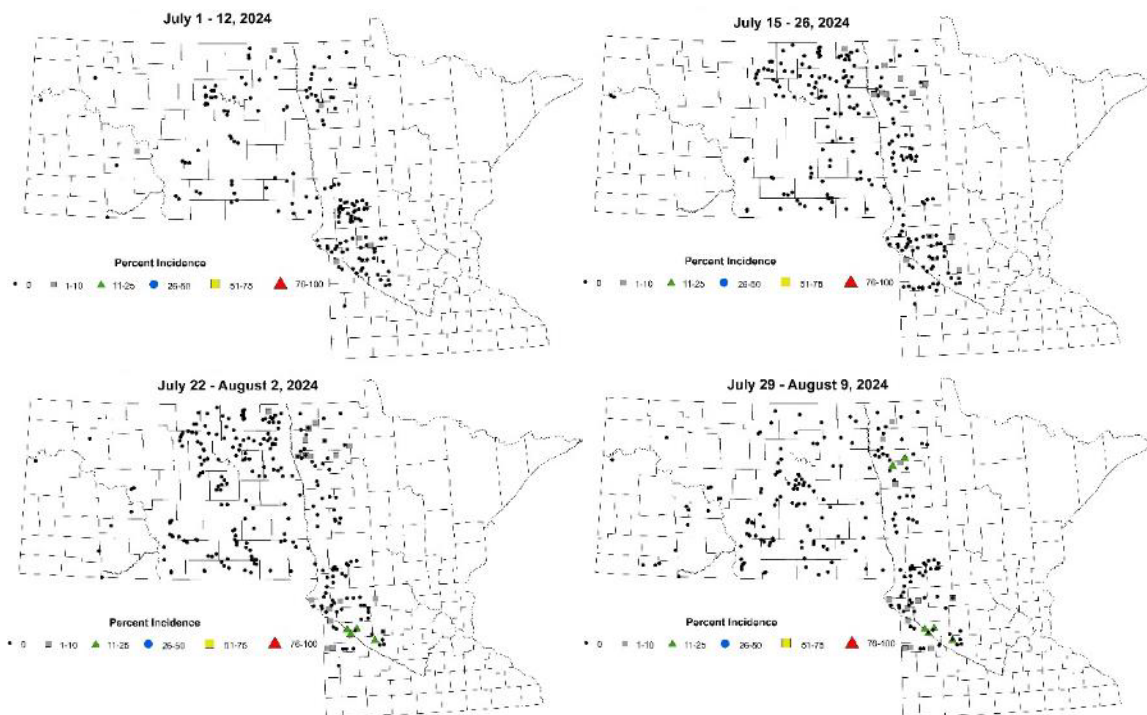 July 1 - 12, 2024
Percent Incidence
0 1-10 11-25 26-50 51-75 76-100
July 15 - 26, 2024
Percent Incidence
0 1-10 11-25 26-50 51-75 76-100
July 22 - August 2, 2024
Percent Incidence
0 1-10 11-25 26-50 51-75 76-100
July 29 - August 9, 2024
Percent Incidence
0 1-10 11-25 26-50 51-75 76-100